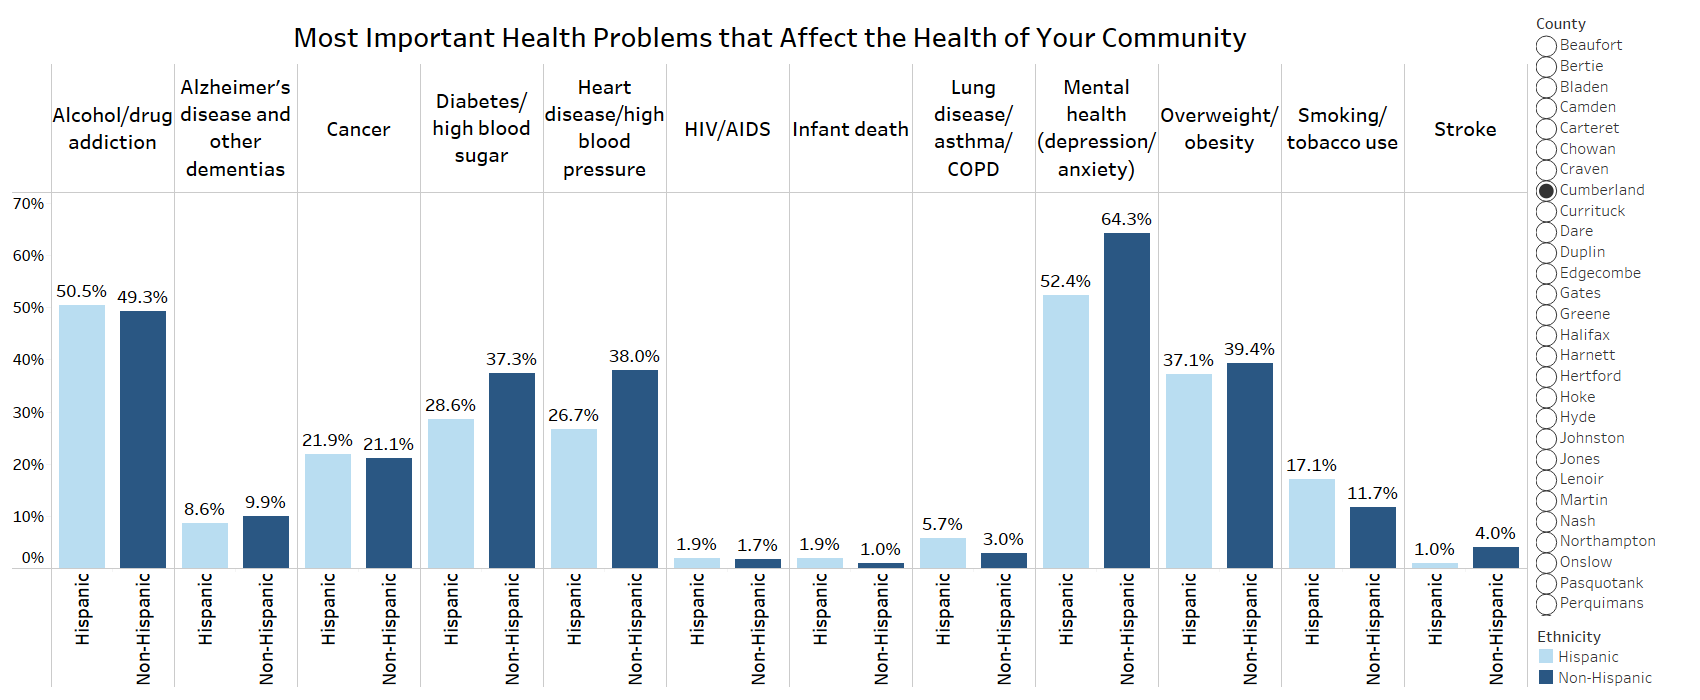 Most Important Health Problems that Affect the Health of Your Community
Alcohol/drug
addiction
Alzheimer's
disease and
other
dementias
Cancer
Diabetes/
high blood
sugar
Heart
disease/high
blood
pressure
HIV/AIDS
Infant death
Lung
disease/
asthma/
COPD
Mental
health
(depression/
anxiety)
Overweight/
obesity
Smoking/
tobacco use
Stroke
70%
60%
50%
40%
30%
20%
10%
0%
50.5%
49.3%
8.6%
9.9%
21.9%
21.1%
28.6%
37.3%
26.7%
38.0%
1.9%
1.7%
1.9%
1.0%
5.7%
3.0%
52.4%
64.3%
37.1%
39.4%
17.1%
11.7%
1.0%
4.0%
Hispanic
Non-Hispanic
Hispanic
Non-Hispanic
Hispanic
Non-Hispanic
Hispanic
Non-Hispanic
Hispanic
Non-Hispanic
Hispanic
Non-Hispanic
Hispanic
Non-Hispanic
Hispanic
Non-Hispanic
Hispanic
Non-Hispanic
Hispanic
Non-Hispanic
Hispanic
Non-Hispanic
Hispanic
Non-Hispanic
County
Beaufort
Bertie
Bladen
Camden
Carteret
Chowan
Craven
Cumberland
Currituck
Dare
Duplin
Edgecombe
Gates
Greene
Halifax
Harnett
Hertford
Hoke
Hyde
Johnston
Jones
Lenoir
Martin
Nash
Northampton
Onslow
Pasquotank
Perquimans
Ethnicity
Hispanic
Non-Hispanic